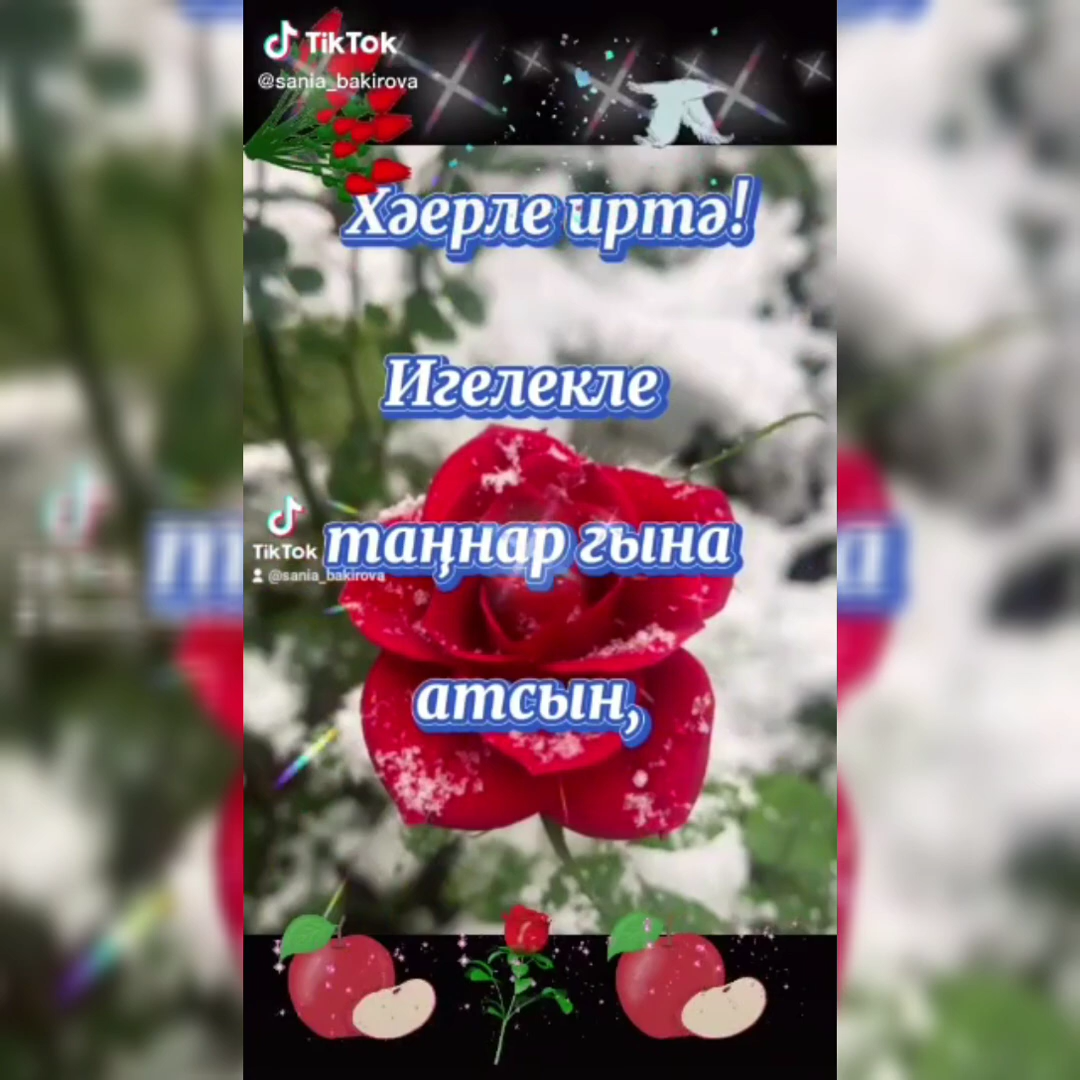 TikTok
@sania_bakirova
Хәерле иртә!
Игелекле
таңнар гына
атсын,
TikTok
@sania_bakirova